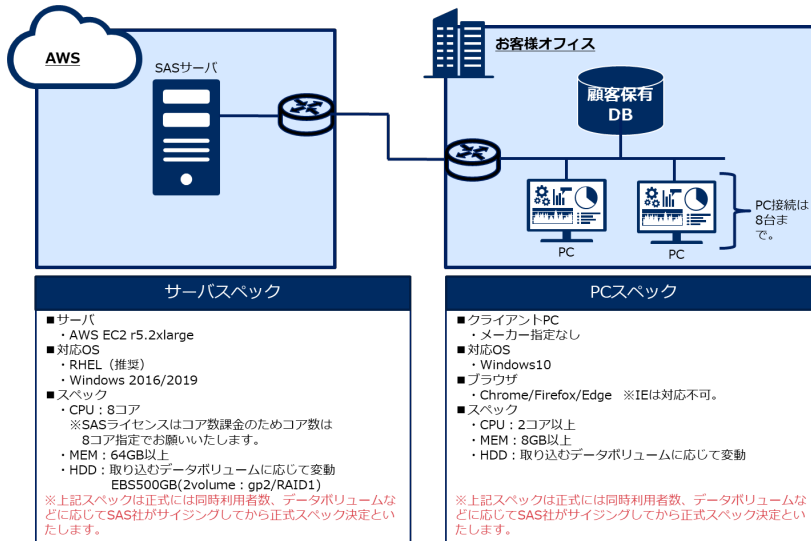 AWS
SASサーバ
お客様オフィス
顧客保有
DB
PC
PC
PC接続は
8台ま
で。
サーバスペック
■サーバ
・AWS EC2 r5.2xlarge
■対応OS
・RHEL（推奨）
・Windows 2016/2019
■スペック
・CPU：8コア
※SASライセンスはコア数課金のためコア数は
8コア指定でお願いいたします。
・MEM：64GB以上
・HDD：取り込むデータボリュームに応じて変動
EBS500GB(2volume：gp2/RAID1)
※上記スペックは正式には同時利用者数、データボリュームな
どに応じてSAS社がサイジングしてから正式スペック決定とい
たします。
PCスペック
■クライアントPC
・メーカー指定なし
■対応OS
・Windows10
■ブラウザ
・Chrome/Firefox/Edge　※IEは対応不可。
■スペック
・CPU：2コア以上
・MEM：8GB以上
・HDD：取り込むデータボリュームに応じて変動
※上記スペックは正式には同時利用者数、データボリュームな
どに応じてSAS社がサイジングしてから正式スペック決定とい
たします。